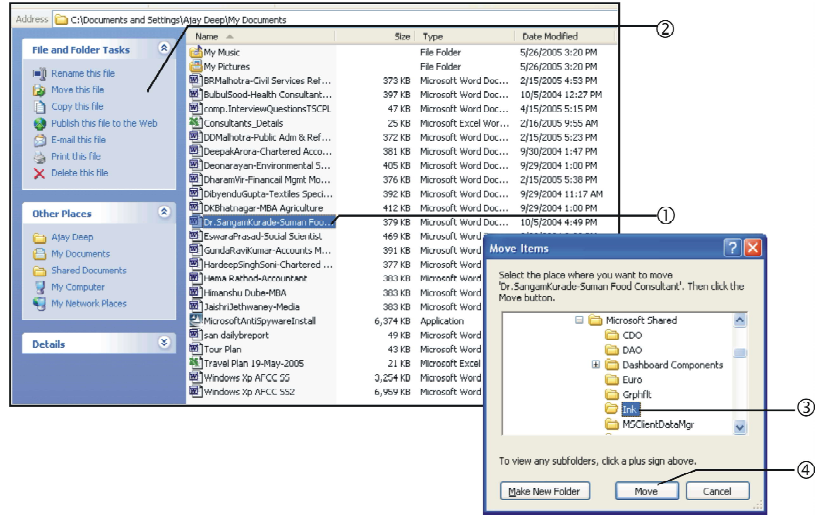 Address C:\Documents and Settings\Ajay Deep\My Documents
Name Size Type Date Modified
②
File and Folder Tasks
Rename this file
Move this file
Copy this file
Publish this file to the Web
E-mail this file
Print this file
Delete this file
Other Places
Ajay Deep
My Documents
Shared Documents
My Computer
My Network Places
Details
My Music File Folder 5/26/2005 3:20 PM
My Pictures File Folder 5/26/2005 3:20 PM
BRMalhotra-Civil Services Ret... 373 KB Microsoft Word Doc... 2/15/2005 4:53 PM
BulbulSood-Health Consultant... 397 KB Microsoft Word Doc... 10/5/2004 12:27 PM
comp.InterviewQuestionsTSCPL 47 KB Microsoft Word Doc... 4/15/2005 5:15 PM
Consultants_Details 25 KB Microsoft Excel Wor... 2/16/2005 9:55 AM
DDMalhotra-Public Adm & Ref... 372 KB Microsoft Word Doc... 2/15/2005 5:23 PM
DeepakArora-Chartered Acco... 381 KB Microsoft Word Doc... 9/30/2004 1:47 PM
Deonarayan-Environmental S... 405 KB Microsoft Word Doc... 9/29/2004 1:00 PM
DharamVir-Financail Mgmt Mo... 376 KB Microsoft Word Doc... 2/15/2005 5:38 PM
DibyenduGupta-Textiles Speci... 392 KB Microsoft Word Doc... 9/29/2004 11:17 AM
DKBhatnagar-MBA Agriculture 412 KB Microsoft Word Doc... 9/29/2004 1:00 PM
Dr.SangamKurade-Suman Foo... 379 KB Microsoft Word Doc... 10/5/2004 4:49 PM
①
EswaraPrasad-Social Scientist 469 KB Microsoft Word
GundaRaviKumar-Accounts M... 391 KB Microsoft Word
HardeepSinghSoni-Chartered ... 377 KB Microsoft Word
Hema Rathod-Accountant 383 KB Microsoft Word
Himanshu Dube-MBA 383 KB Microsoft Word
JaishriJethwaney-Media 383 KB Microsoft Word
MicrosoftAntiSpywareInstall 6,374 KB Application
san dailybreport 49 KB Microsoft Word
Tour Plan 43 KB Microsoft Word
Travel Plan 19-May-2005 21 KB Microsoft Excel
Windows Xp AFCC SS 3,254 KB Microsoft Word
Windows Xp AFCC SS2 6,959 KB Microsoft Word
Move Items
Select the place where you want to move
'Dr.SangamKurade-Suman Food Consultant'. Then click the
Move button.
Microsoft Shared
CDO
DAO
Dashboard Components
Euro
Grphflt
Ink
③
MSClientDataMgr
To view any subfolders, click a plus sign above.
④
Make New Folder Move Cancel